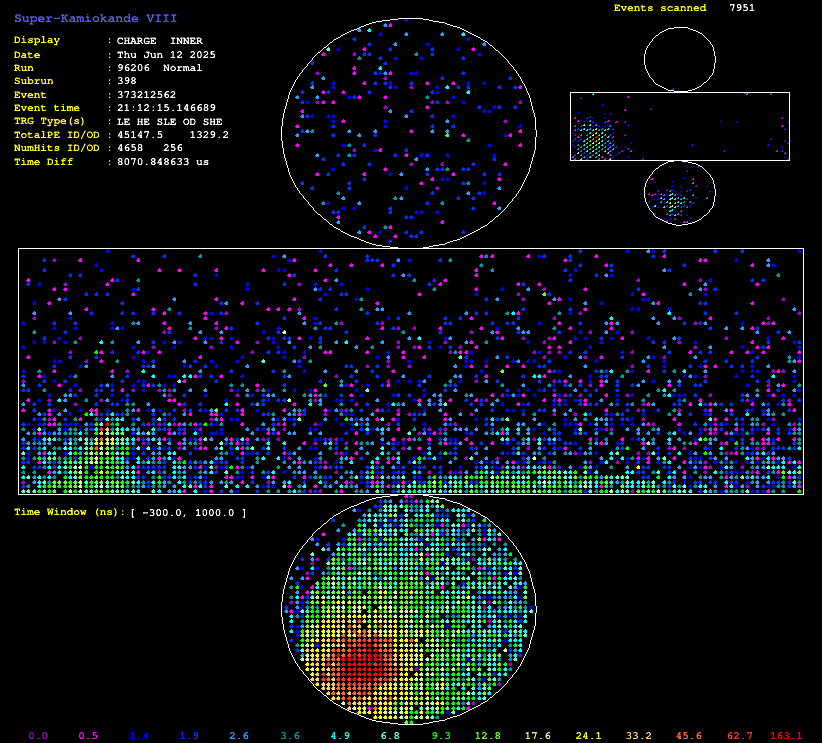 Super-Kamiokande VIII
Events scanned 7951
Display : CHARGE INNER
Date : Thu Jun 12 2025
Run : 96206 Normal
Subrun : 398
Event : 373212562
Event time : 21:12:15.146689
TRG Type(s) : LE HE SLE OD SHE
TotalPE ID/OD : 45147.5 1329.2
NumHits ID/OD : 4658 256
Time Diff : 8070.848633 us
Time Window (ns): [ -300.0, 1000.0 ]
0.0 0.5 1.4 1.9 2.6 3.6 4.9 6.8 9.3 12.8 17.6 24.1 33.2 45.6 62.7 163.1